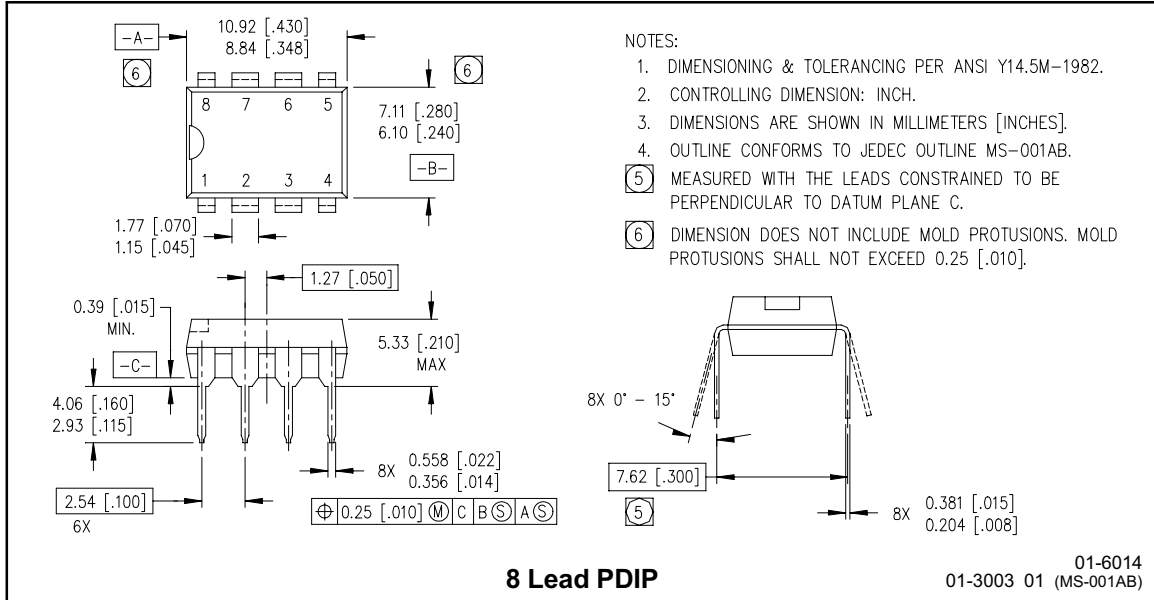 -A-
10.92 [.430]
8.84 [.348]
6
6
8 7 6 5
1 2 3 4
7.11 [.280]
6.10 [.240]
-B-
1.77 [.070]
1.15 [.045]
1.27 [.050]
0.39 [.015]
MIN.
-C-
5.33 [.210]
MAX
4.06 [.160]
2.93 [.115]
8X 0.558 [.022]
0.356 [.014]
2.54 [.100]
6X
⌖ 0.25 [.010] Ⓜ C B Ⓢ A Ⓢ
NOTES:
1. DIMENSIONING & TOLERANCING PER ANSI Y14.5M-1982.
2. CONTROLLING DIMENSION: INCH.
3. DIMENSIONS ARE SHOWN IN MILLIMETERS [INCHES].
4. OUTLINE CONFORMS TO JEDEC OUTLINE MS-001AB.
5 MEASURED WITH THE LEADS CONSTRAINED TO BE
PERPENDICULAR TO DATUM PLANE C.
6 DIMENSION DOES NOT INCLUDE MOLD PROTUSIONS. MOLD
PROTUSIONS SHALL NOT EXCEED 0.25 [.010].
8X 0° - 15°
7.62 [.300]
5
8X 0.381 [.015]
0.204 [.008]
8 Lead PDIP
01-6014
01-3003 01 (MS-001AB)